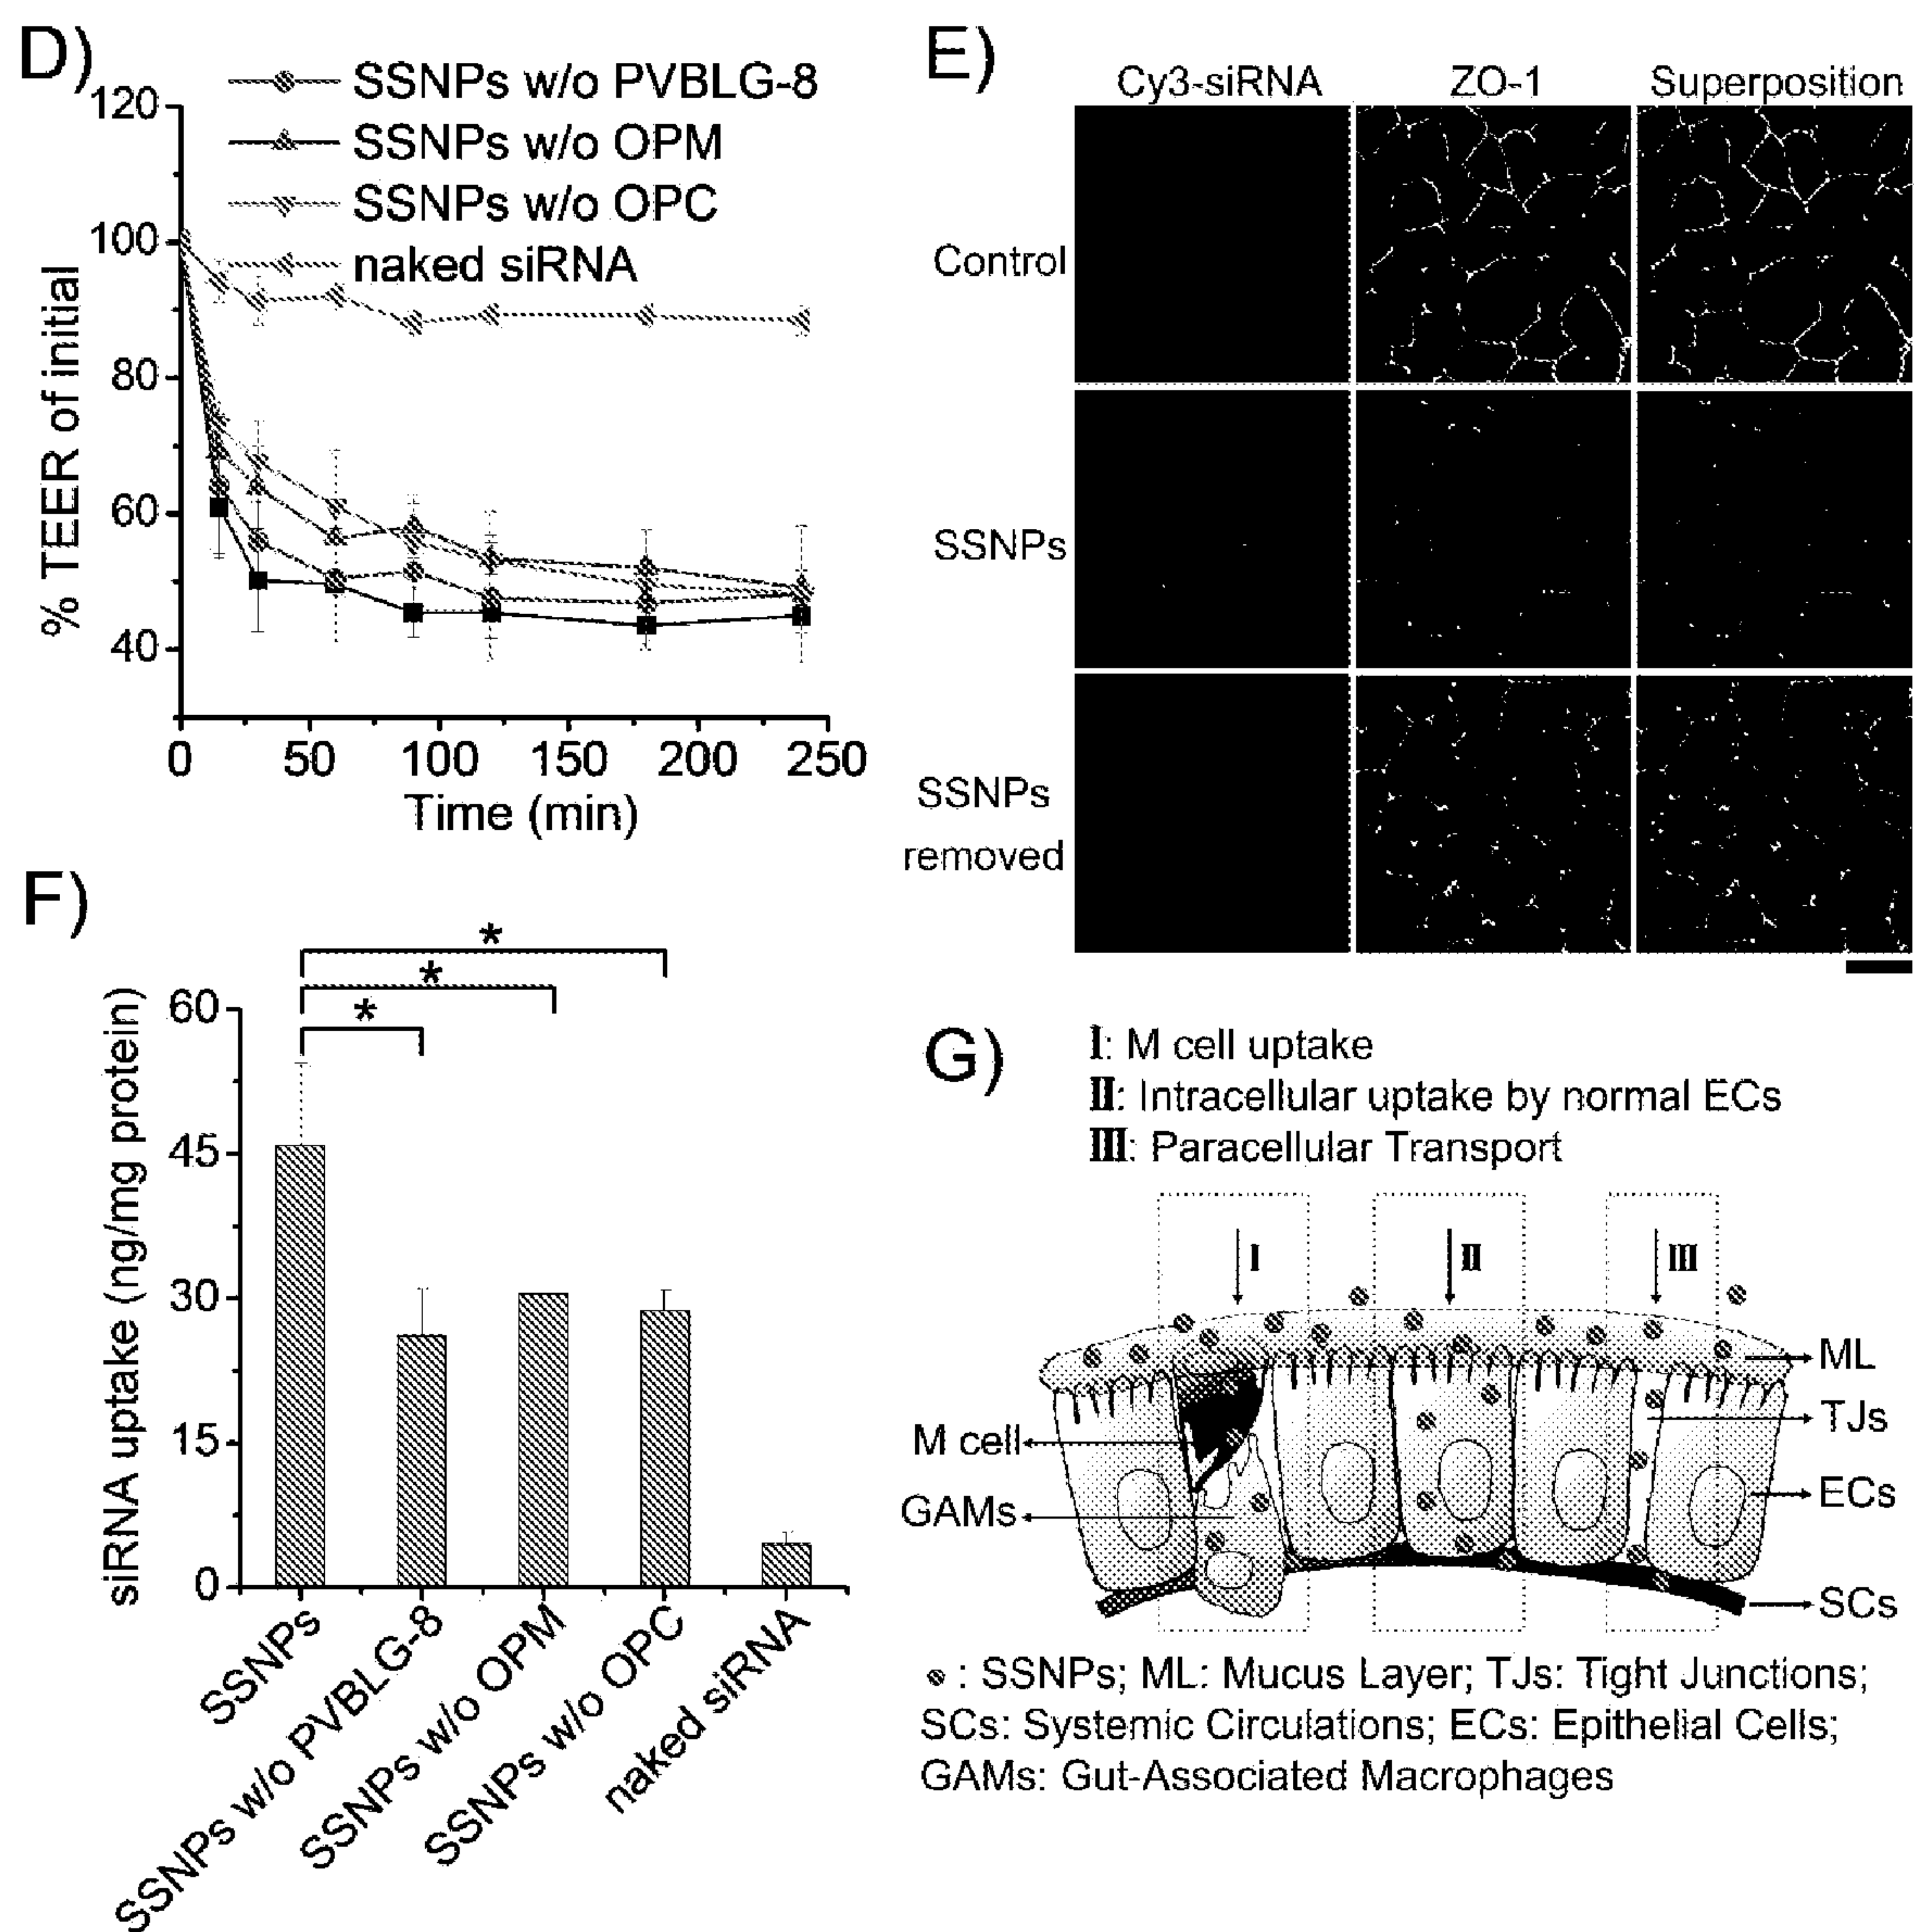 D)
SSNPs w/o PVBLG-8
SSNPs w/o OPM
SSNPs w/o OPC
naked siRNA
120
100
80
60
40
% TEER of initial
0 50 100 150 200 250
Time (min)
E)
Cy3-siRNA ZO-1 Superposition
Control
SSNPs
SSNPs
removed
F)
* 
*
*
60
45
30
15
0
siRNA uptake (ng/mg protein)
SSNPs
SSNPs w/o PVBLG-8
SSNPs w/o OPM
SSNPs w/o OPC
naked siRNA
G)
I: M cell uptake
II: Intracellular uptake by normal ECs
III: Paracellular Transport
I II III
ML
TJs
M cell
ECs
GAMs
SCs
: SSNPs; ML: Mucus Layer; TJs: Tight Junctions;
SCs: Systemic Circulations; ECs: Epithelial Cells;
GAMs: Gut-Associated Macrophages